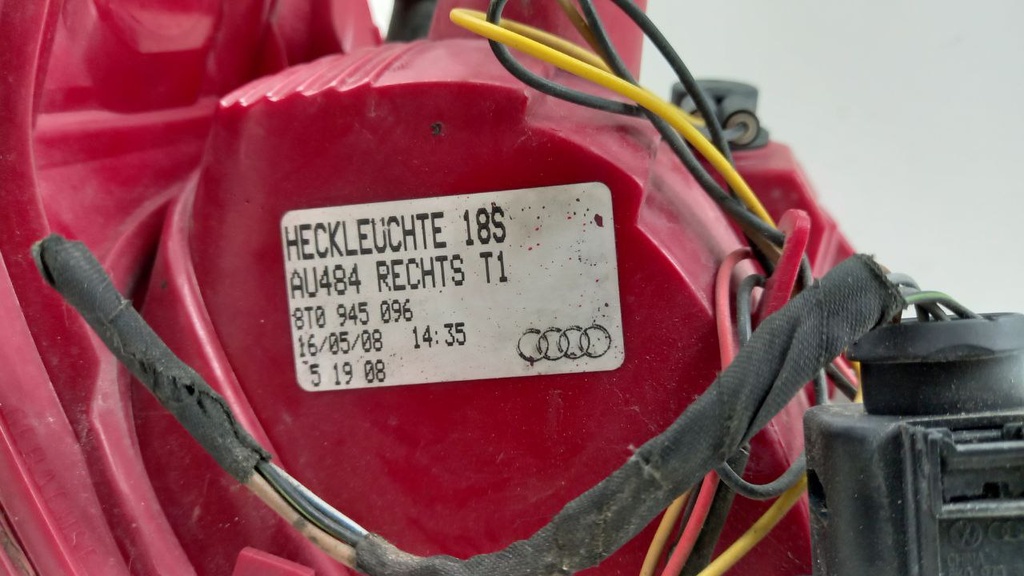 HECKLEUCHTE 18S
AU484 RECHTS T1
8T0 945 096
16/05/08 14:35
5 19 08